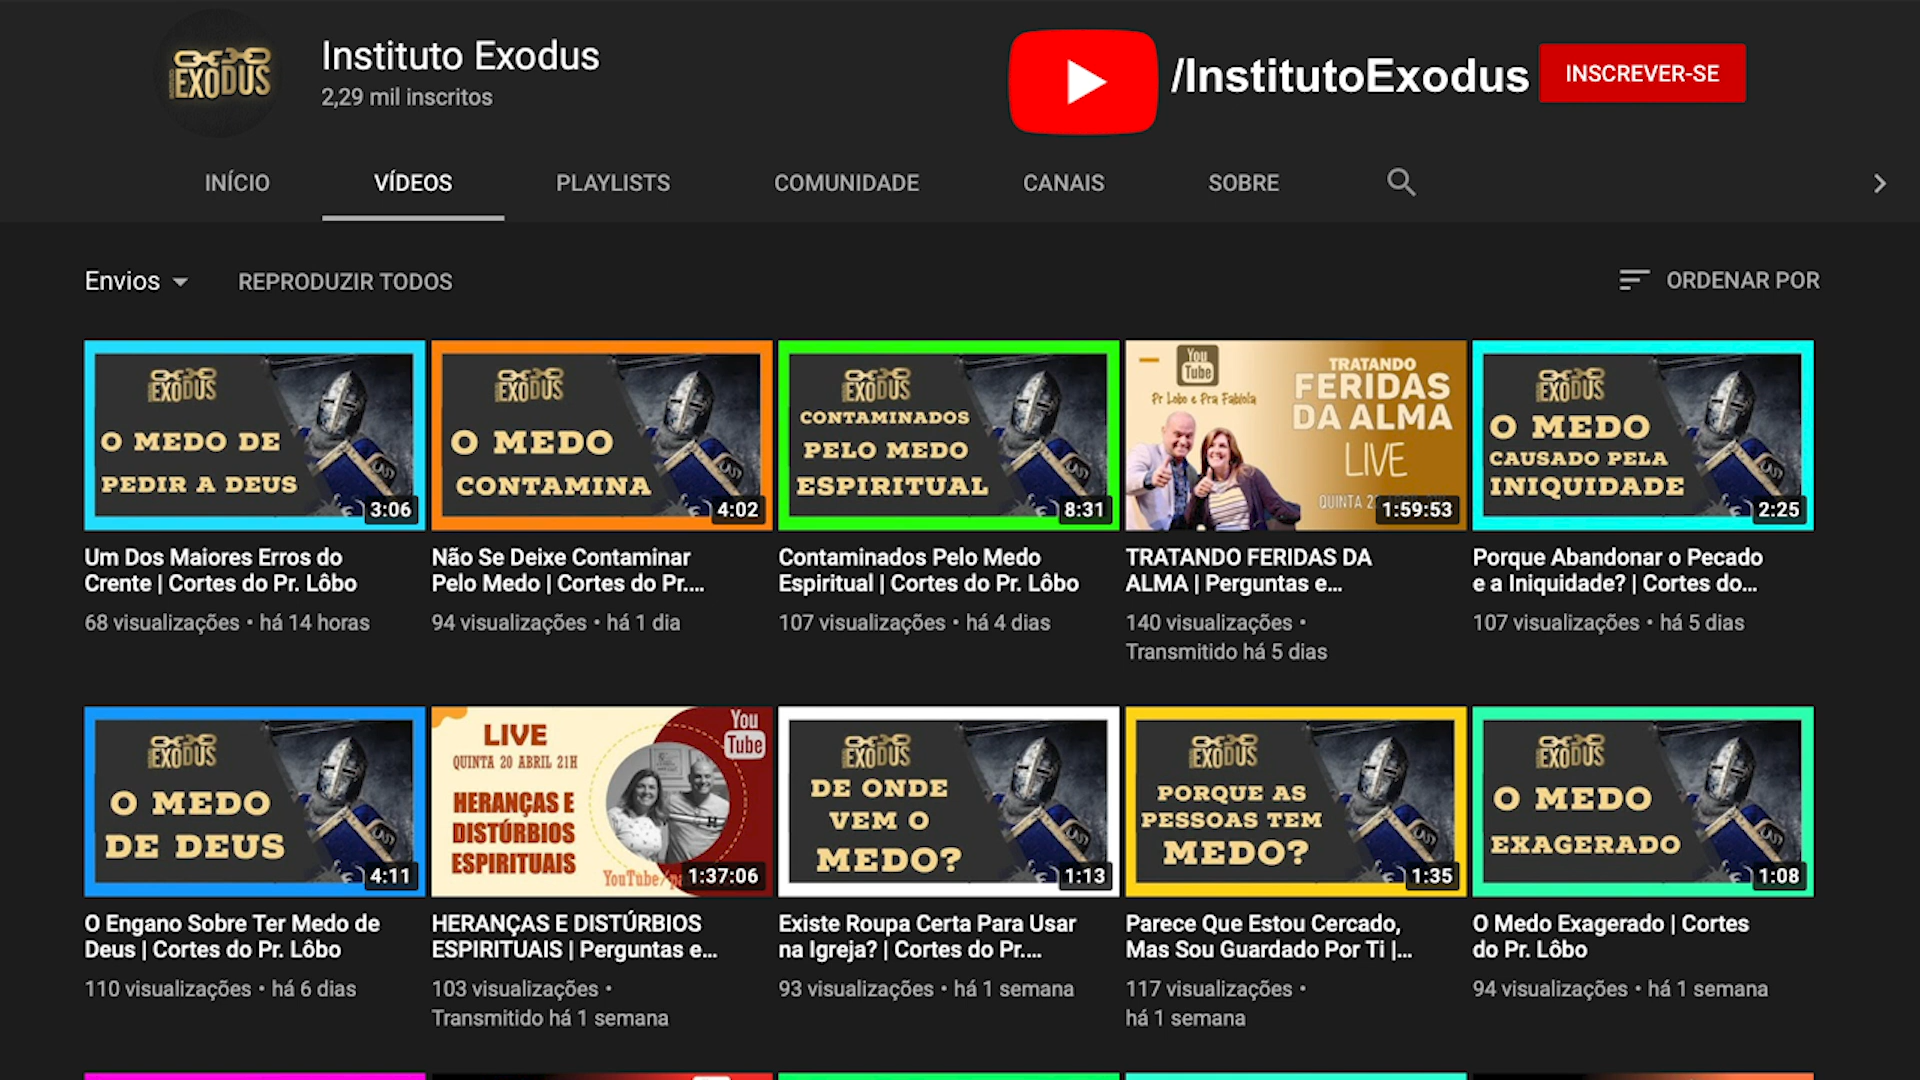 EXODUS
Instituto Exodus
2,29 mil inscritos
/InstitutoExodus
INSCREVER-SE
INÍCIO
VÍDEOS
PLAYLISTS
COMUNIDADE
CANAIS
SOBRE
Envios
REPRODUZIR TODOS
ORDENAR POR
EXODUS
O MEDO DE
PEDIR A DEUS
3:06
Um Dos Maiores Erros do
Crente | Cortes do Pr. Lôbo
68 visualizações • há 14 horas
EXODUS
O MEDO
CONTAMINA
4:02
Não Se Deixe Contaminar
Pelo Medo | Cortes do Pr....
94 visualizações • há 1 dia
EXODUS
CONTAMINADOS
PELO MEDO
ESPIRITUAL
8:31
Contaminados Pelo Medo
Espiritual | Cortes do Pr. Lôbo
107 visualizações • há 4 dias
You
Tube
Pr Lobo e Pra Fabíola
TRATANDO
FERIDAS
DA ALMA
LIVE
QUINTA
1:59:53
TRATANDO FERIDAS DA
ALMA | Perguntas e...
140 visualizações •
Transmitido há 5 dias
EXODUS
O MEDO
CAUSADO PELA
INIQUIDADE
2:25
Porque Abandonar o Pecado
e a Iniquidade? | Cortes do...
107 visualizações • há 5 dias
EXODUS
O MEDO
DE DEUS
4:11
O Engano Sobre Ter Medo de
Deus | Cortes do Pr. Lôbo
110 visualizações • há 6 dias
LIVE
QUINTA 20 ABRIL 21H
HERANÇAS E
DISTÚRBIOS
ESPIRITUAIS
You
Tube
YouTube/p
1:37:06
HERANÇAS E DISTÚRBIOS
ESPIRITUAIS | Perguntas e...
103 visualizações •
Transmitido há 1 semana
EXODUS
DE ONDE
VEM O
MEDO?
1:13
Existe Roupa Certa Para Usar
na Igreja? | Cortes do Pr....
93 visualizações • há 1 semana
EXODUS
PORQUE AS
PESSOAS TEM
MEDO?
1:35
Parece Que Estou Cercado,
Mas Sou Guardado Por Ti |...
117 visualizações •
há 1 semana
EXODUS
O MEDO
EXAGERADO
1:08
O Medo Exagerado | Cortes
do Pr. Lôbo
94 visualizações • há 1 semana